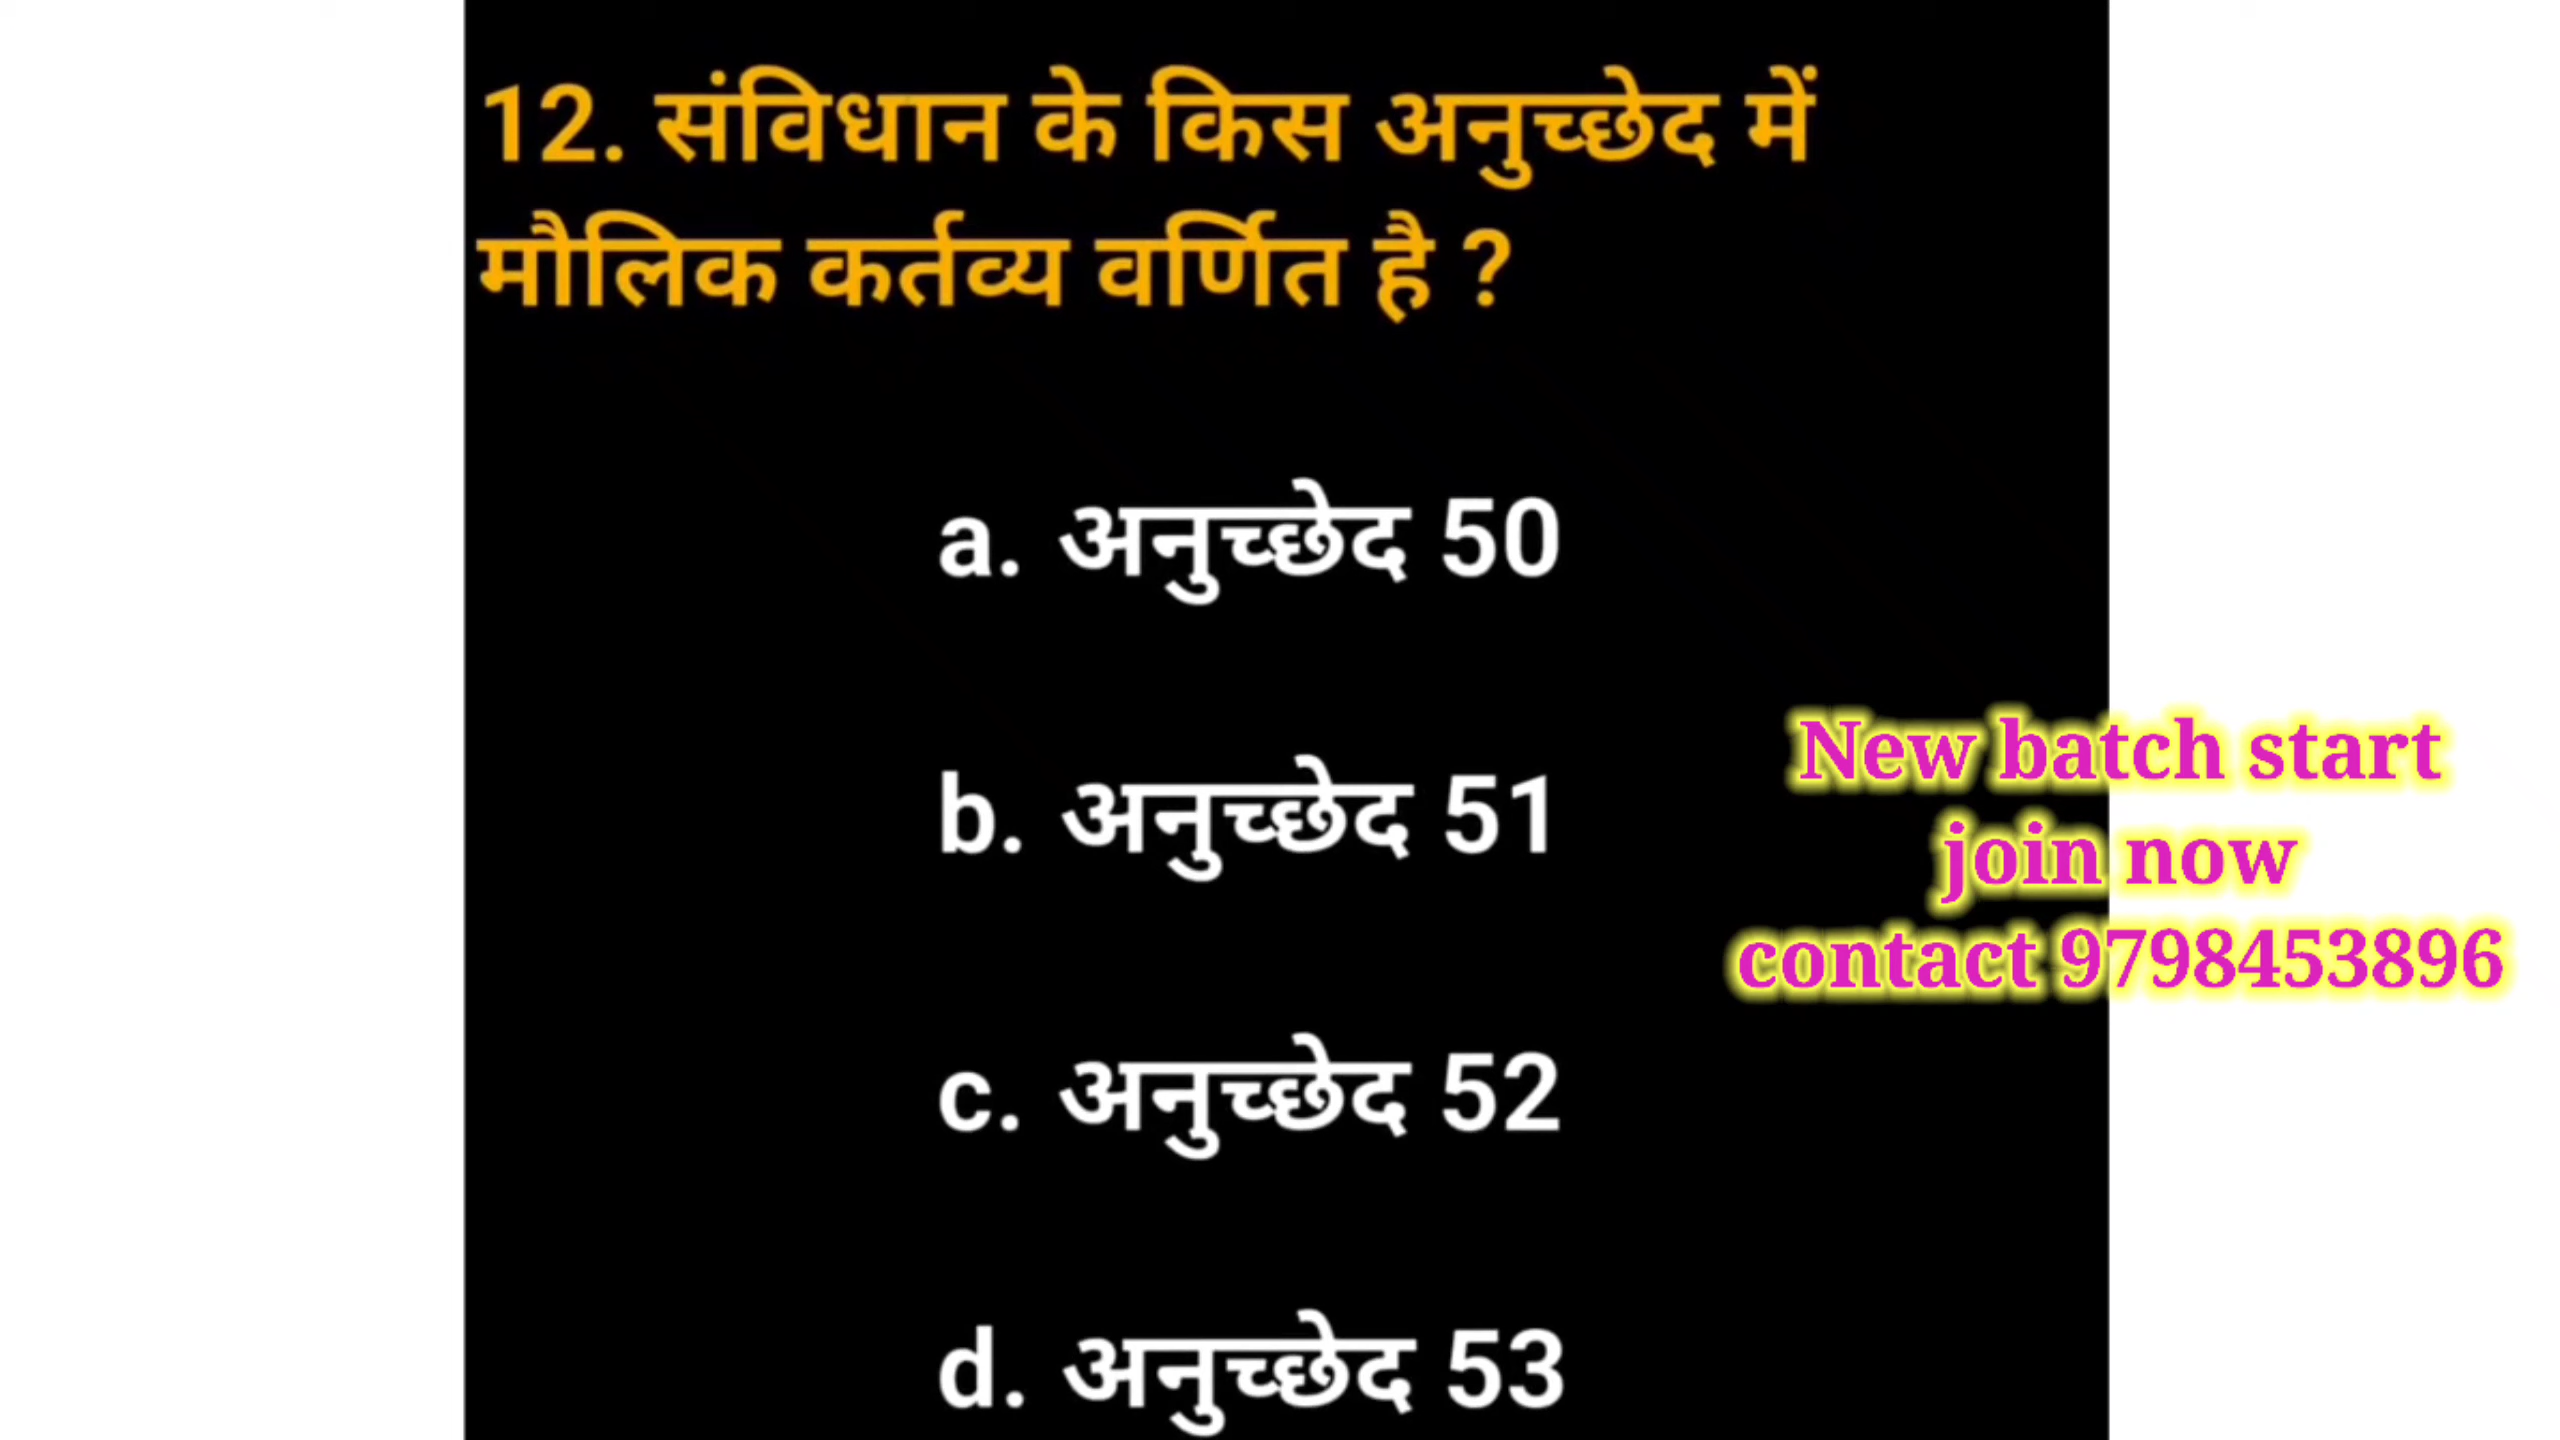 12. संविधान के किस अनुच्छेद में
मौलिक कर्तव्य वर्णित है ?
a. अनुच्छेद 50
b. अनुच्छेद 51
c. अनुच्छेद 52
d. अनुच्छेद 53
New batch start
join now
contact 9798453896